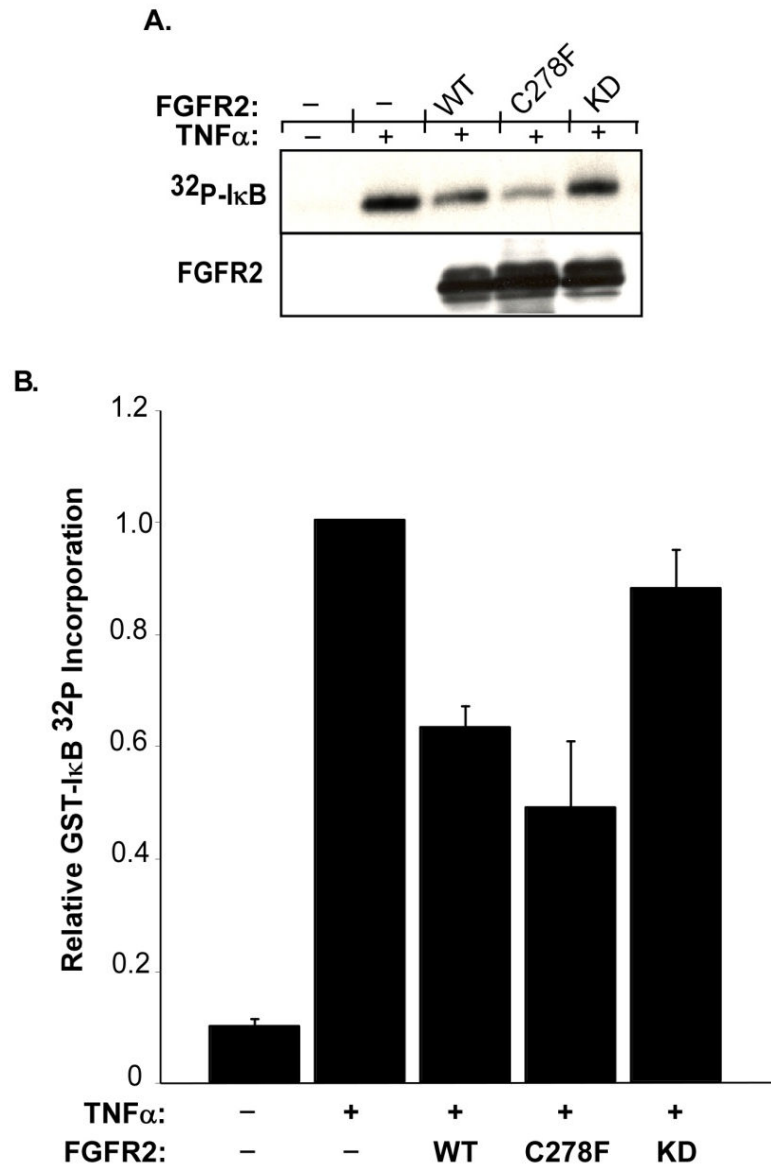 A.
FGFR2: – – WT C278F KD
TNFα: – + + + +
³²P-IκB
FGFR2
B.
Relative GST-IκB ³²P Incorporation
1.2
1.0
0.8
0.6
0.4
0.2
0
TNFα: – + + + +
FGFR2: – – WT C278F KD